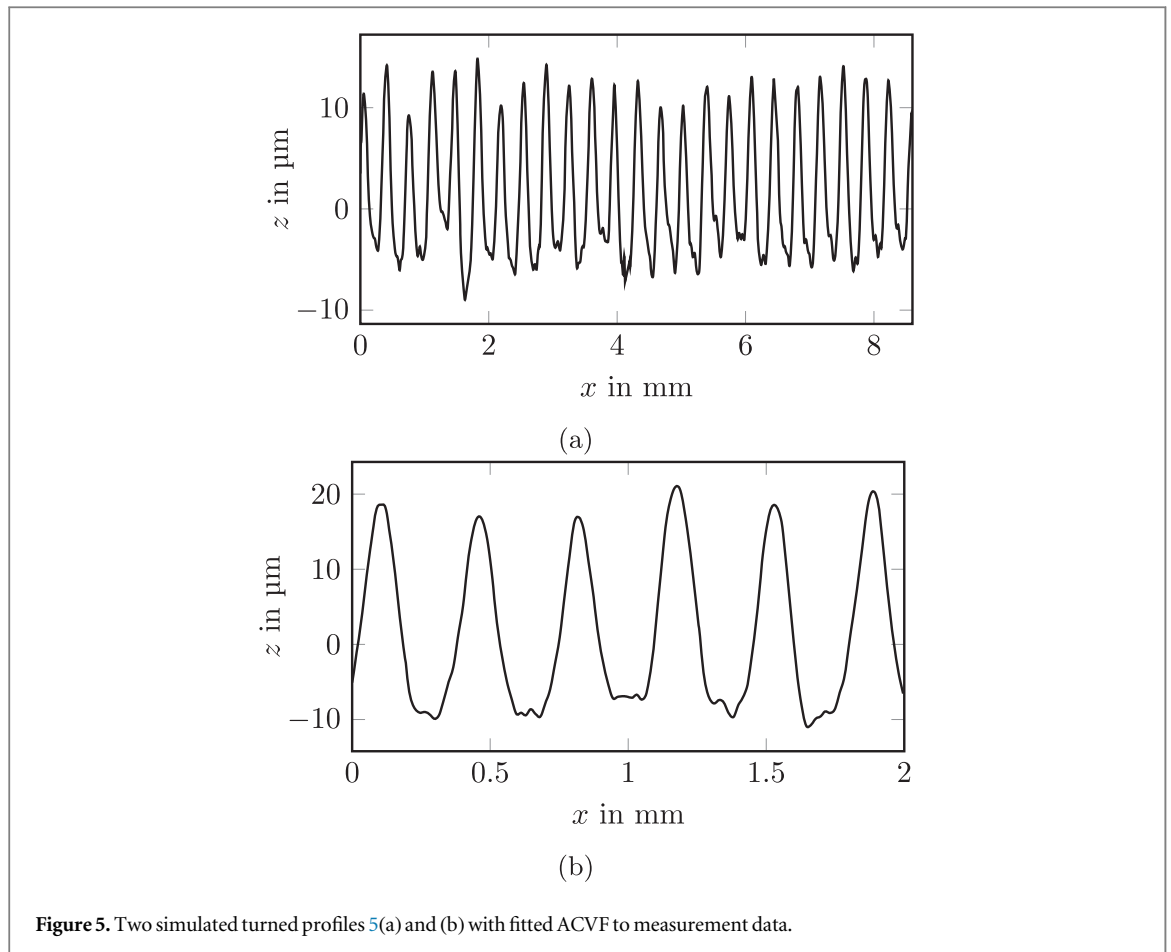 10
0
−10
z in µm
0 2 4 6 8
x in mm
(a)
20
10
0
−10
z in µm
0 0.5 1 1.5 2
x in mm
(b)
Figure 5. Two simulated turned profiles 5(a) and (b) with fitted ACVF to measurement data.